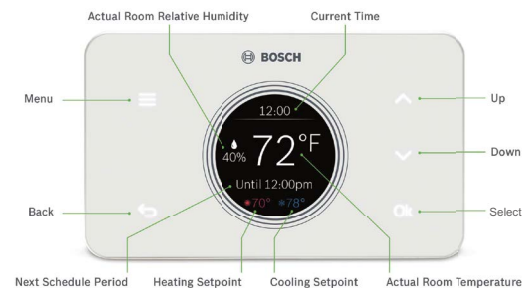 Actual Room Relative Humidity
Current Time
BOSCH
Menu
12:00
Up
40%
72°F
Down
Until 12:00pm
Back
70°
78°
Ok
Select
Next Schedule Period
Heating Setpoint
Cooling Setpoint
Actual Room Temperature